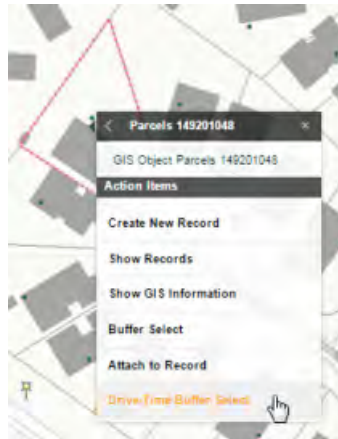 < Parcels 149201048 ×
GIS Object Parcels 149201048
Action Items
Create New Record
Show Records
Show GIS Information
Buffer Select
Attach to Record
Drive-Time Buffer Select